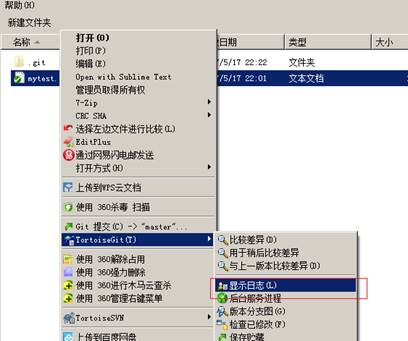 帮助(H)
新建文件夹
名称
日期
类型
大小
.git
7/5/17 22:22
文件夹
mytest.
7/5/17 22:01
文本文档
打开(O)
打印(P)
编辑(E)
Open with Sublime Text
管理员取得所有权
T-Zip
CRC SHA
选择左边文件进行比较(L)
EditPlus
通过网易闪电邮发送
打开方式(H)
上传到WPS云文档
使用 360杀毒 扫描
Git 提交(C) -> "master"...
TortoiseGit(T)
使用 360解除占用
使用 360强力删除
使用 360进行木马云查杀
使用 360管理右键菜单
TortoiseSVN
上传到百度网盘
比较差异(D)
用于稍后比较差异
与上一版本比较差异(D)
显示日志(L)
后台服务进程
版本分支图(G)
检查已修改(F)
保存贮藏